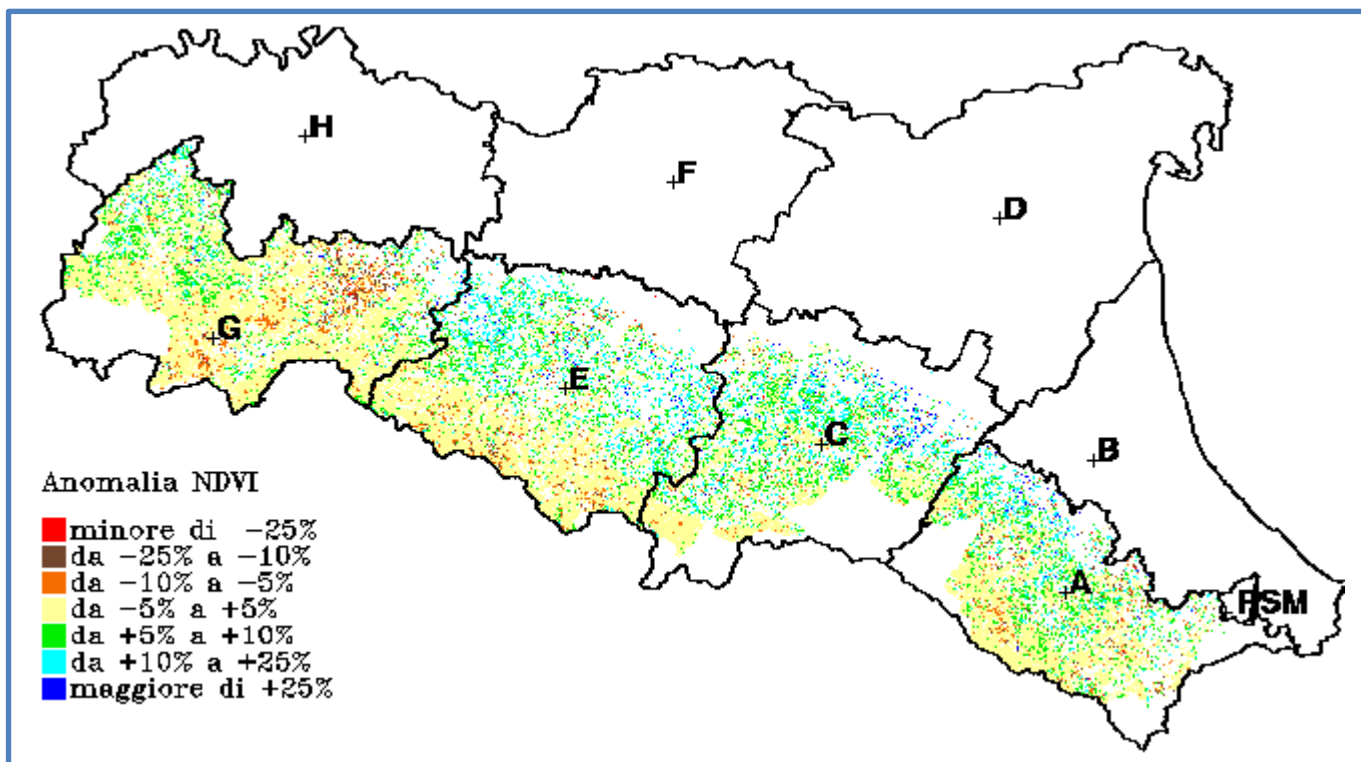 H
F
D
G
E
C
B
A
RSM
Anomalia NDVI
minore di -25%
da -25% a -10%
da -10% a -5%
da -5% a +5%
da +5% a +10%
da +10% a +25%
maggiore di +25%